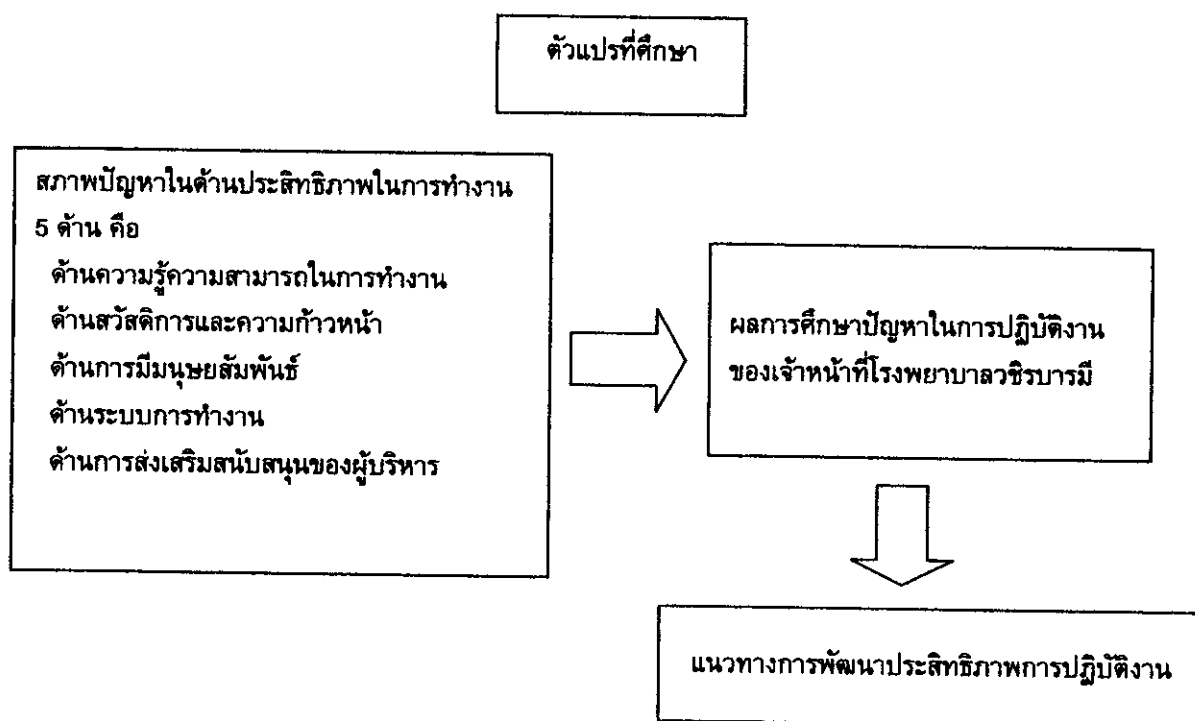 ตัวแปรที่ศึกษา
สภาพปัญหาในด้านประสิทธิภาพในการทำงาน
5 ด้าน คือ
ด้านความรู้ความสามารถในการทำงาน
ด้านสวัสดิการและความก้าวหน้า
ด้านการมีมนุษยสัมพันธ์
ด้านระบบการทำงาน
ด้านการส่งเสริมสนับสนุนของผู้บริหาร
ผลการศึกษาปัญหาในการปฏิบัติงาน
ของเจ้าหน้าที่โรงพยาบาลวชิรบารมี
แนวทางการพัฒนาประสิทธิภาพการปฏิบัติงาน